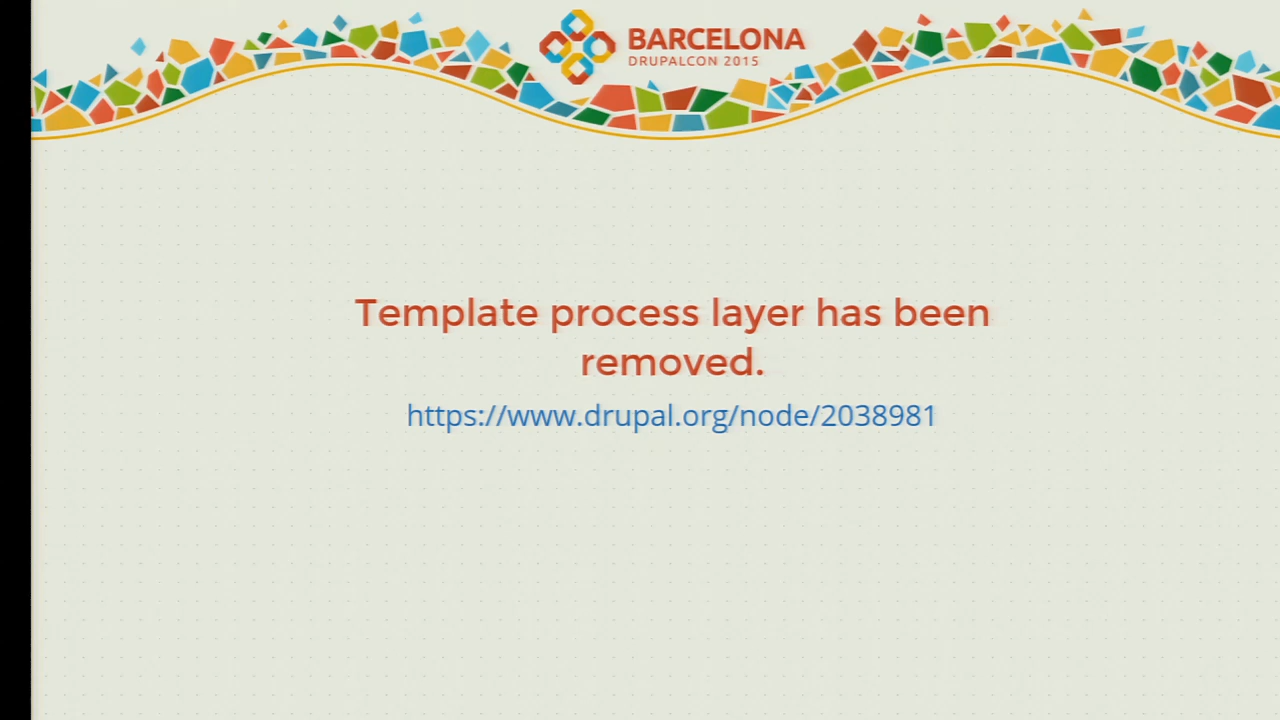 BARCELONA
DRUPALCON 2015
Template process layer has been
removed.
https://www.drupal.org/node/2038981